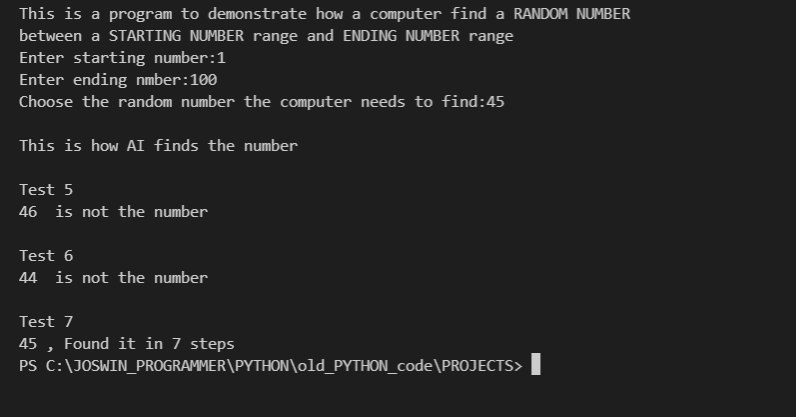 This is a program to demonstrate how a computer find a RANDOM NUMBER
between a STARTING NUMBER range and ENDING NUMBER range
Enter starting number:1
Enter ending nmber:100
Choose the random number the computer needs to find:45
This is how AI finds the number
Test 5
46  is not the number
Test 6
44  is not the number
Test 7
45 , Found it in 7 steps
PS C:\JOSWIN_PROGRAMMER\PYTHON\old_PYTHON_code\PROJECTS>